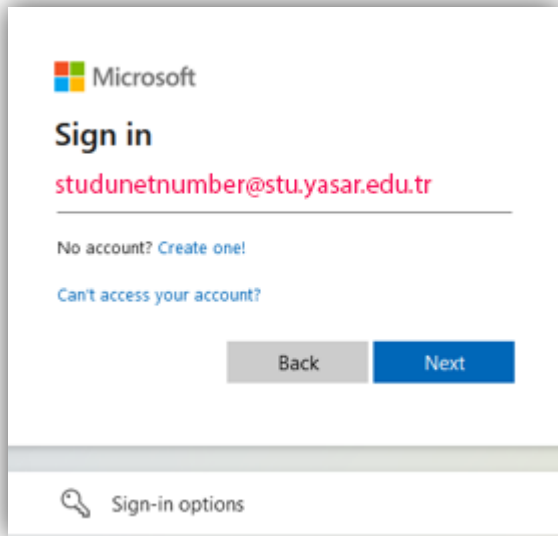 Microsoft
Sign in
studunetnumber@stu.yasar.edu.tr
No account? Create one!
Can't access your account?
Back
Next
Sign-in options